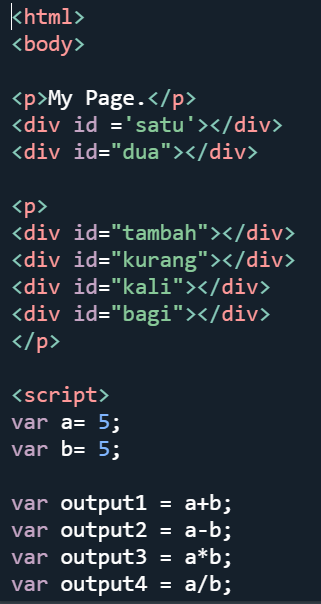 <html>
<body>

<p>My Page.</p>
<div id ='satu'></div>
<div id="dua"></div>

<p>
<div id="tambah"></div>
<div id="kurang"></div>
<div id="kali"></div>
<div id="bagi"></div>
</p>

<script>
var a= 5;
var b= 5;

var output1 = a+b;
var output2 = a-b;
var output3 = a*b;
var output4 = a/b;